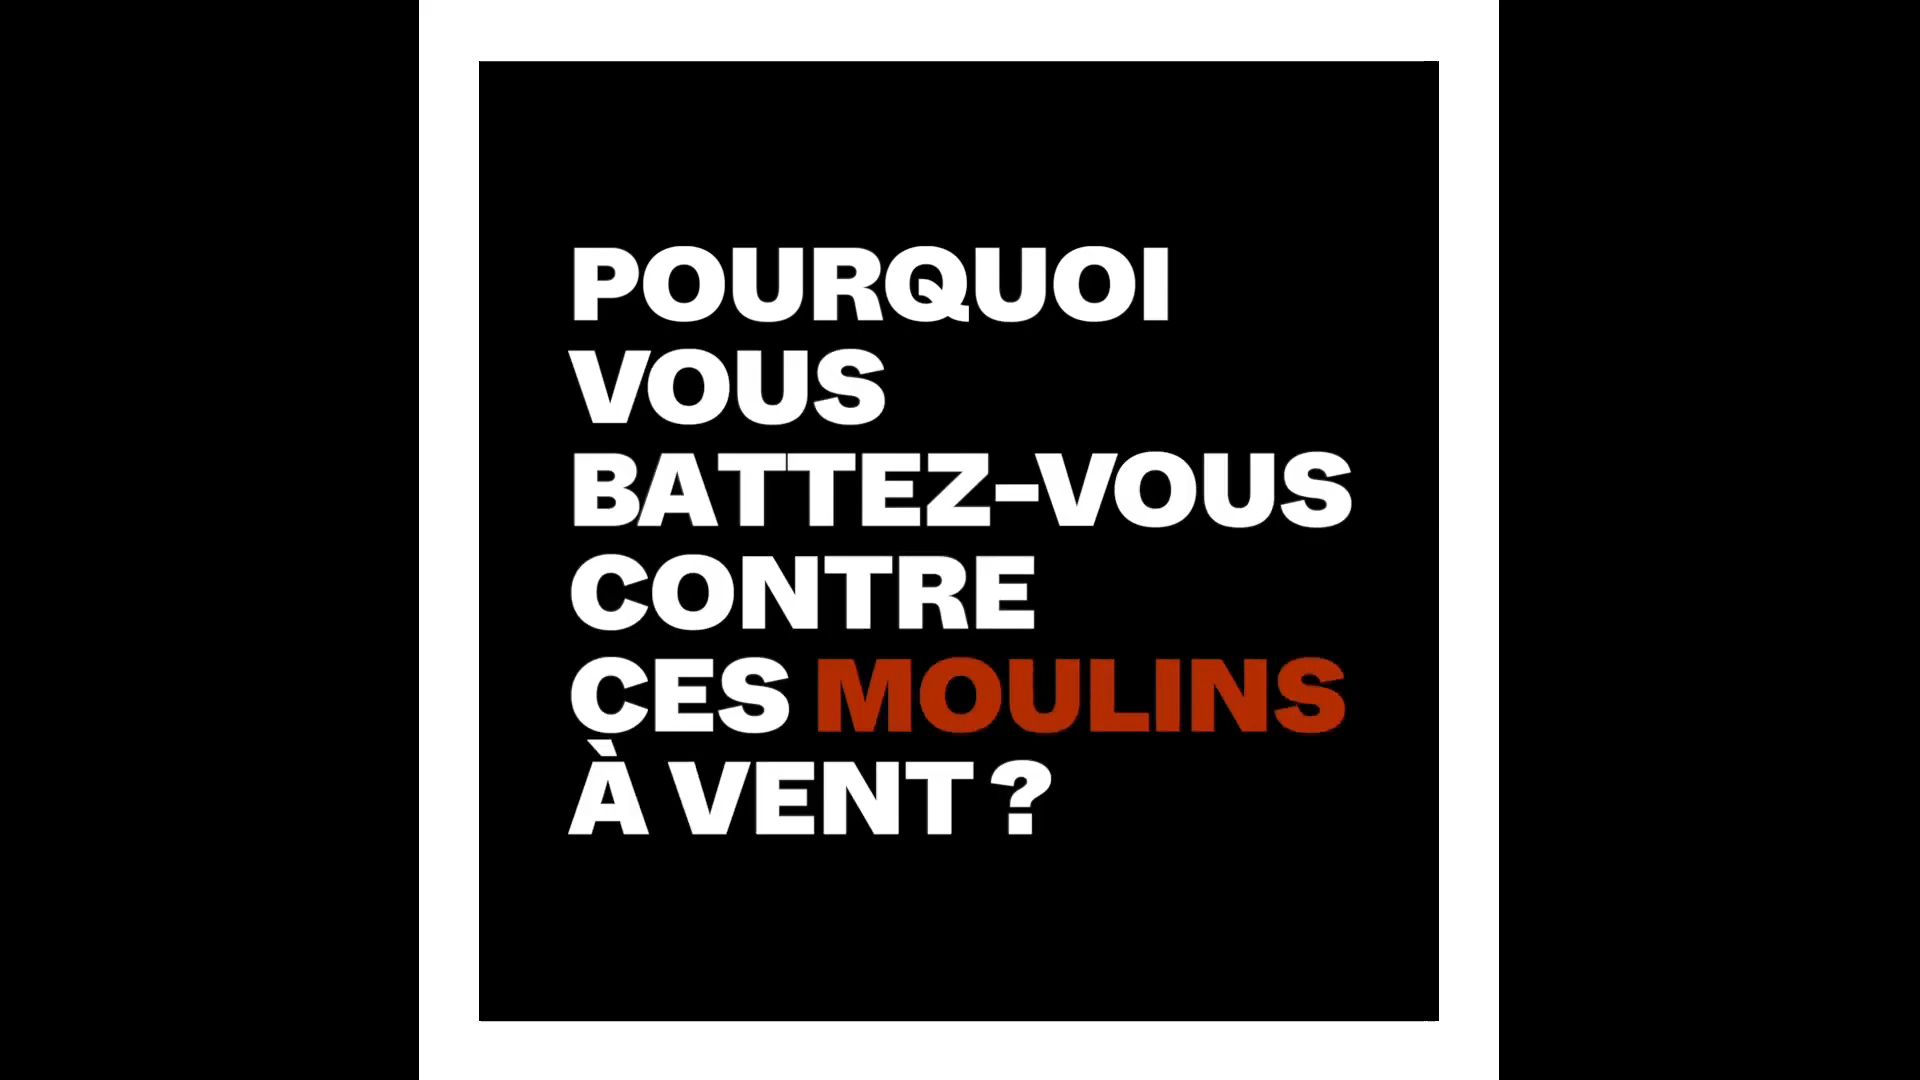 POURQUOI
VOUS
BATTEZ-VOUS
CONTRE
CES MOULINS
À VENT ?